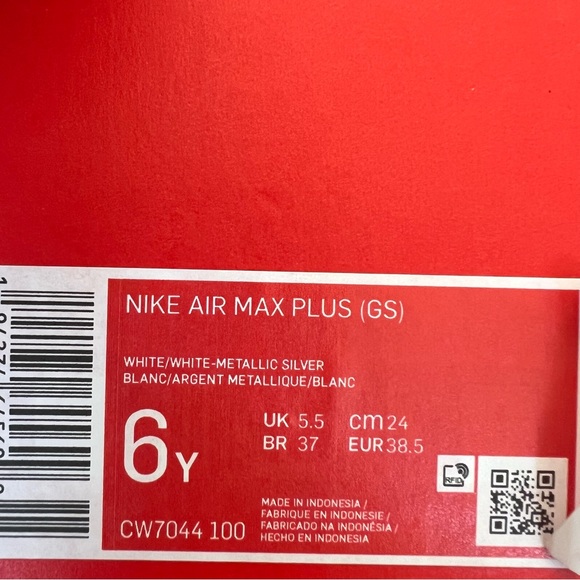 NIKE AIR MAX PLUS (GS)
WHITE/WHITE-METALLIC SILVER
BLANC/ARGENT METALLIQUE/BLANC
6Y
UK 5.5 cm 24
BR 37 EUR 38.5
RFID
CW7044 100
MADE IN INDONESIA /
FABRIQUE EN INDONESIE /
FABRICADO NA INDONÉSIA /
HECHO EN INDONESIA